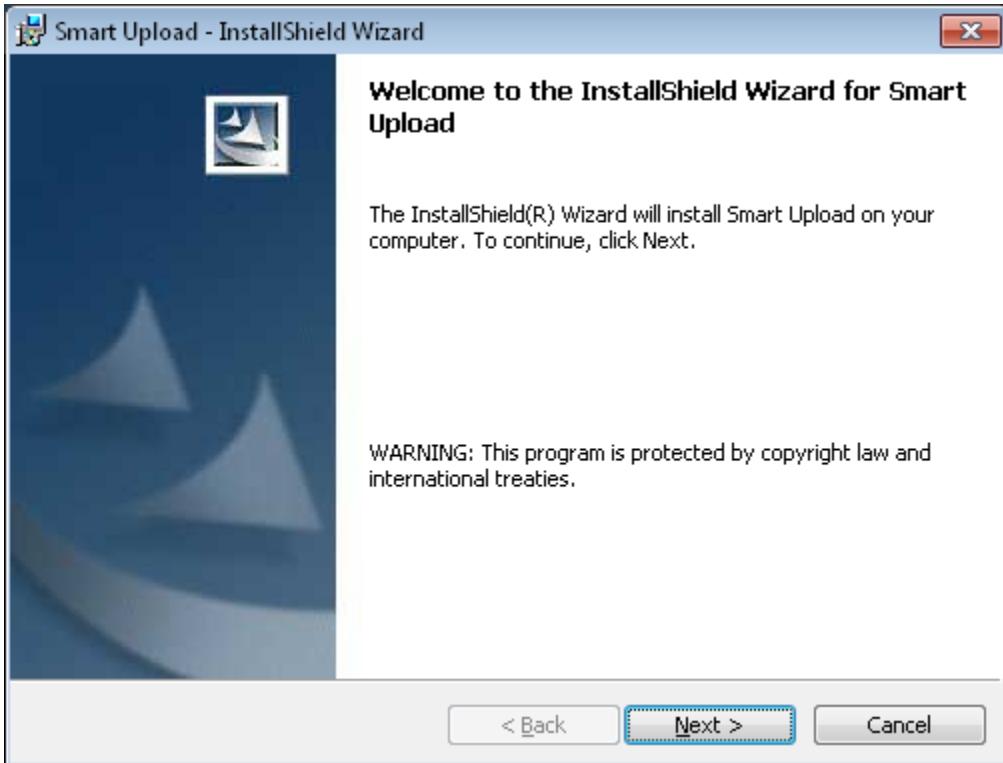 Smart Upload - InstallShield Wizard
Welcome to the InstallShield Wizard for Smart
Upload
The InstallShield(R) Wizard will install Smart Upload on your
computer. To continue, click Next.
WARNING: This program is protected by copyright law and
international treaties.
< Back
Next >
Cancel